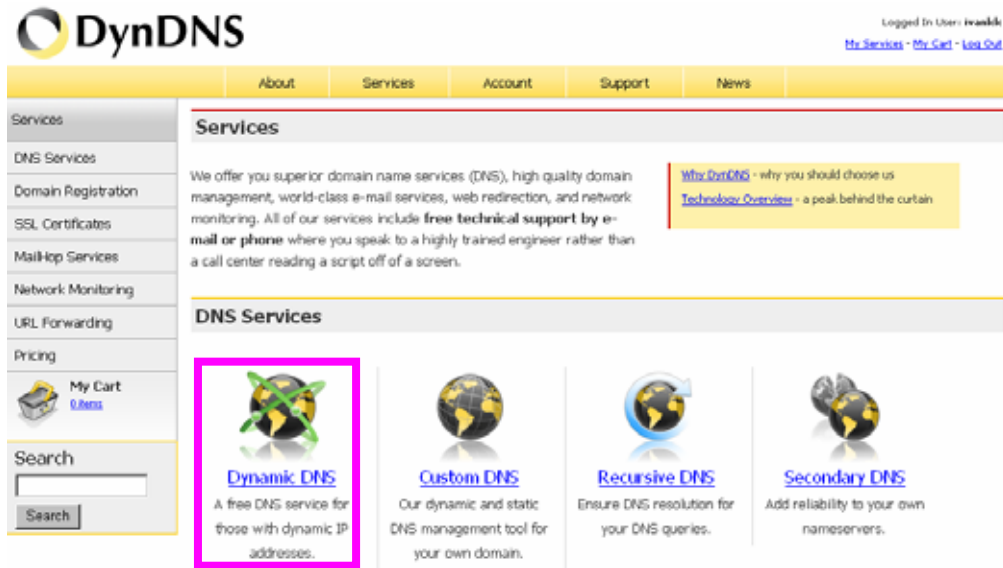 DynDNS
Logged In User: ivankk
My Services - My Cart - Log Out
About Services Account Support News
Services
DNS Services
Domain Registration
SSL Certificates
MailHop Services
Network Monitoring
URL Forwarding
Pricing
My Cart
0 items
Search
Search
Services
We offer you superior domain name services (DNS), high quality domain
management, world-class e-mail services, web redirection, and network
monitoring. All of our services include free technical support by e-
mail or phone where you speak to a highly trained engineer rather than
a call center reading a script off of a screen.
Why DynDNS - why you should choose us
Technology Overview - a peak behind the curtain
DNS Services
Dynamic DNS
A free DNS service for
those with dynamic IP
addresses.
Custom DNS
Our dynamic and static
DNS management tool for
your own domain.
Recursive DNS
Ensure DNS resolution for
your DNS queries.
Secondary DNS
Add reliability to your own
nameservers.